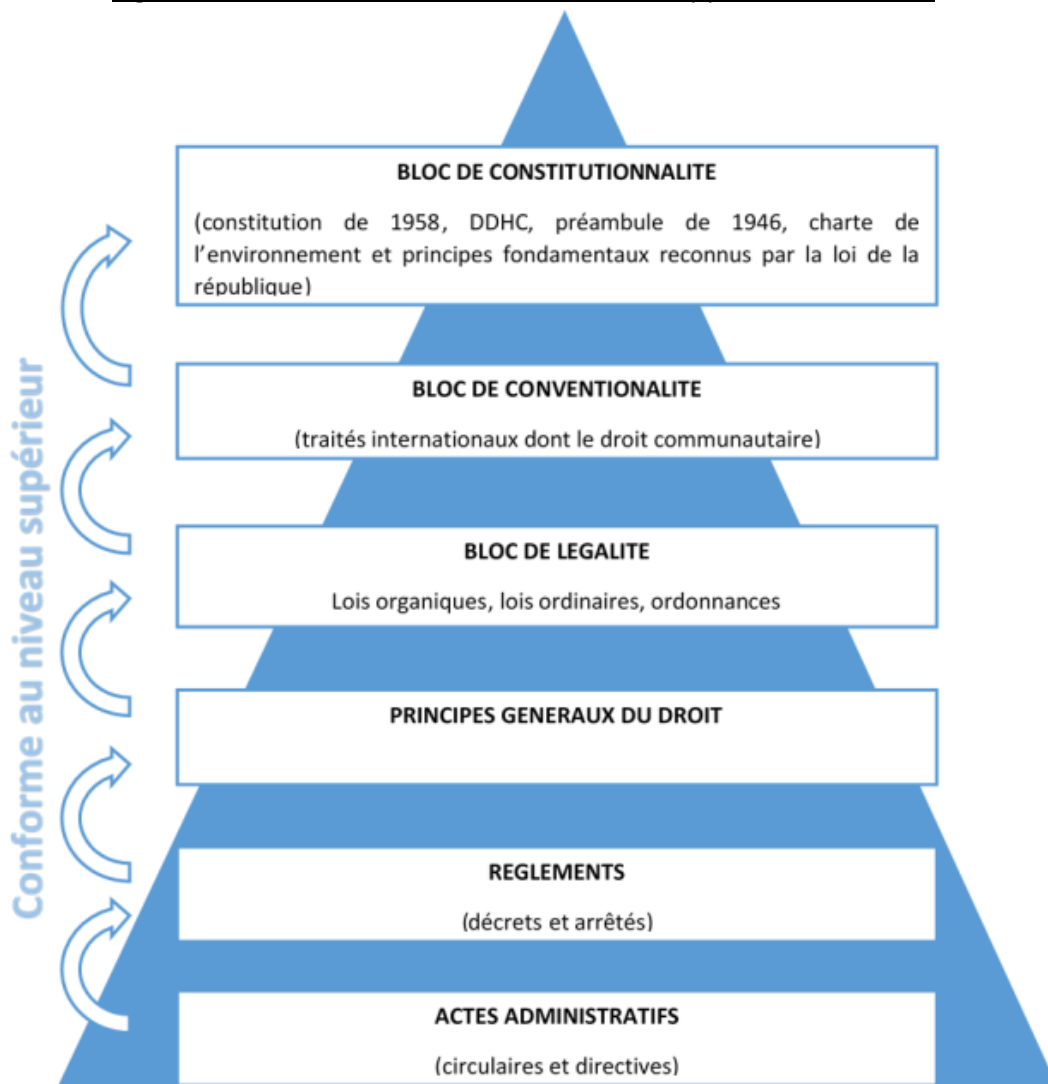 BLOC DE CONSTITUTIONNALITE
(constitution de 1958, DDHC, préambule de 1946, charte de
l'environnement et principes fondamentaux reconnus par la loi de la
république)
BLOC DE CONVENTIONALITE
(traités internationaux dont le droit communautaire)
BLOC DE LEGALITE
Lois organiques, lois ordinaires, ordonnances
PRINCIPES GENERAUX DU DROIT
REGLEMENTS
(décrets et arrêtés)
ACTES ADMINISTRATIFS
(circulaires et directives)
Conforme au niveau supérieur